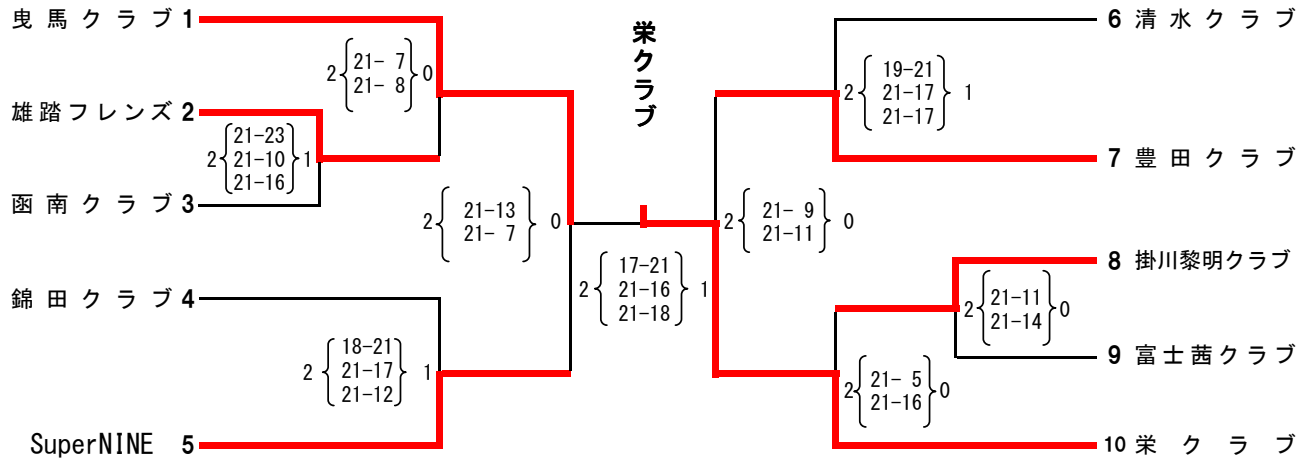 曳馬クラブ 1
2 21- 7 0
21- 8
雄踏フレンズ 2
2 21-23 1
21-10
21-16
函南クラブ 3
2 21-13 0
21- 7
錦田クラブ 4
2 18-21 1
21-17
21-12
SuperNINE 5
栄クラブ
2 17-21 1
21-16
21-18
6 清水クラブ
2 19-21 1
21-17
21-17
7 豊田クラブ
2 21- 9 0
21-11
8 掛川黎明クラブ
2 21-11 0
21-14
9 富士茜クラブ
2 21- 5 0
21-16
10 栄クラブ